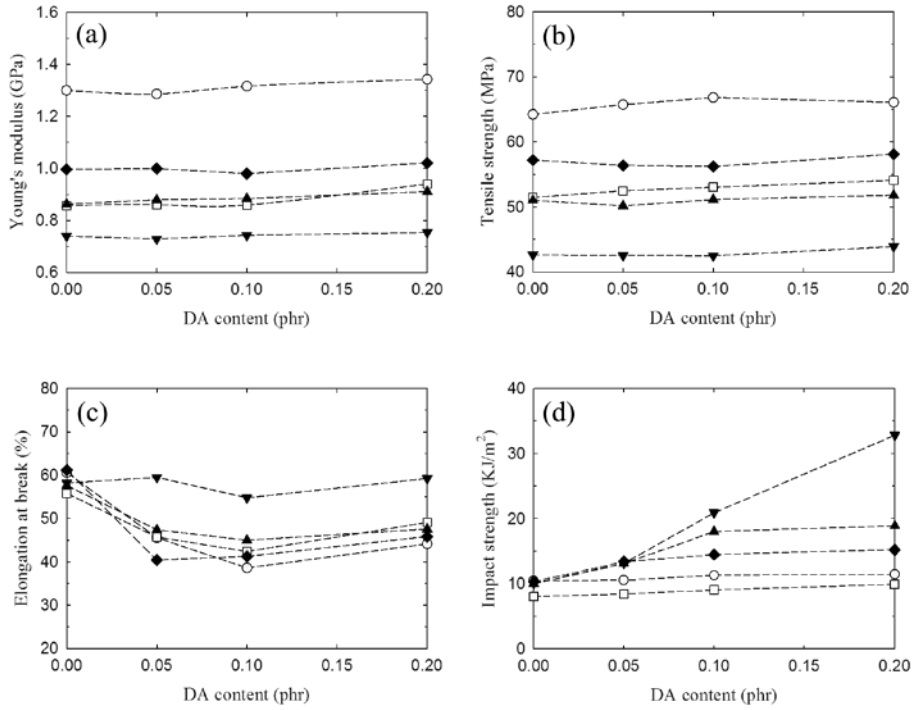 (a)
Young's modulus (GPa)
1.6
1.4
1.2
1.0
0.8
0.6
0.00 0.05 0.10 0.15 0.20
DA content (phr)
(b)
Tensile strength (MPa)
80
70
60
50
40
0.00 0.05 0.10 0.15 0.20
DA content (phr)
(c)
Elongation at break (%)
80
70
60
50
40
30
20
0.00 0.05 0.10 0.15 0.20
DA content (phr)
(d)
Impact strength (KJ/m²)
40
30
20
10
0
0.00 0.05 0.10 0.15 0.20
DA content (phr)